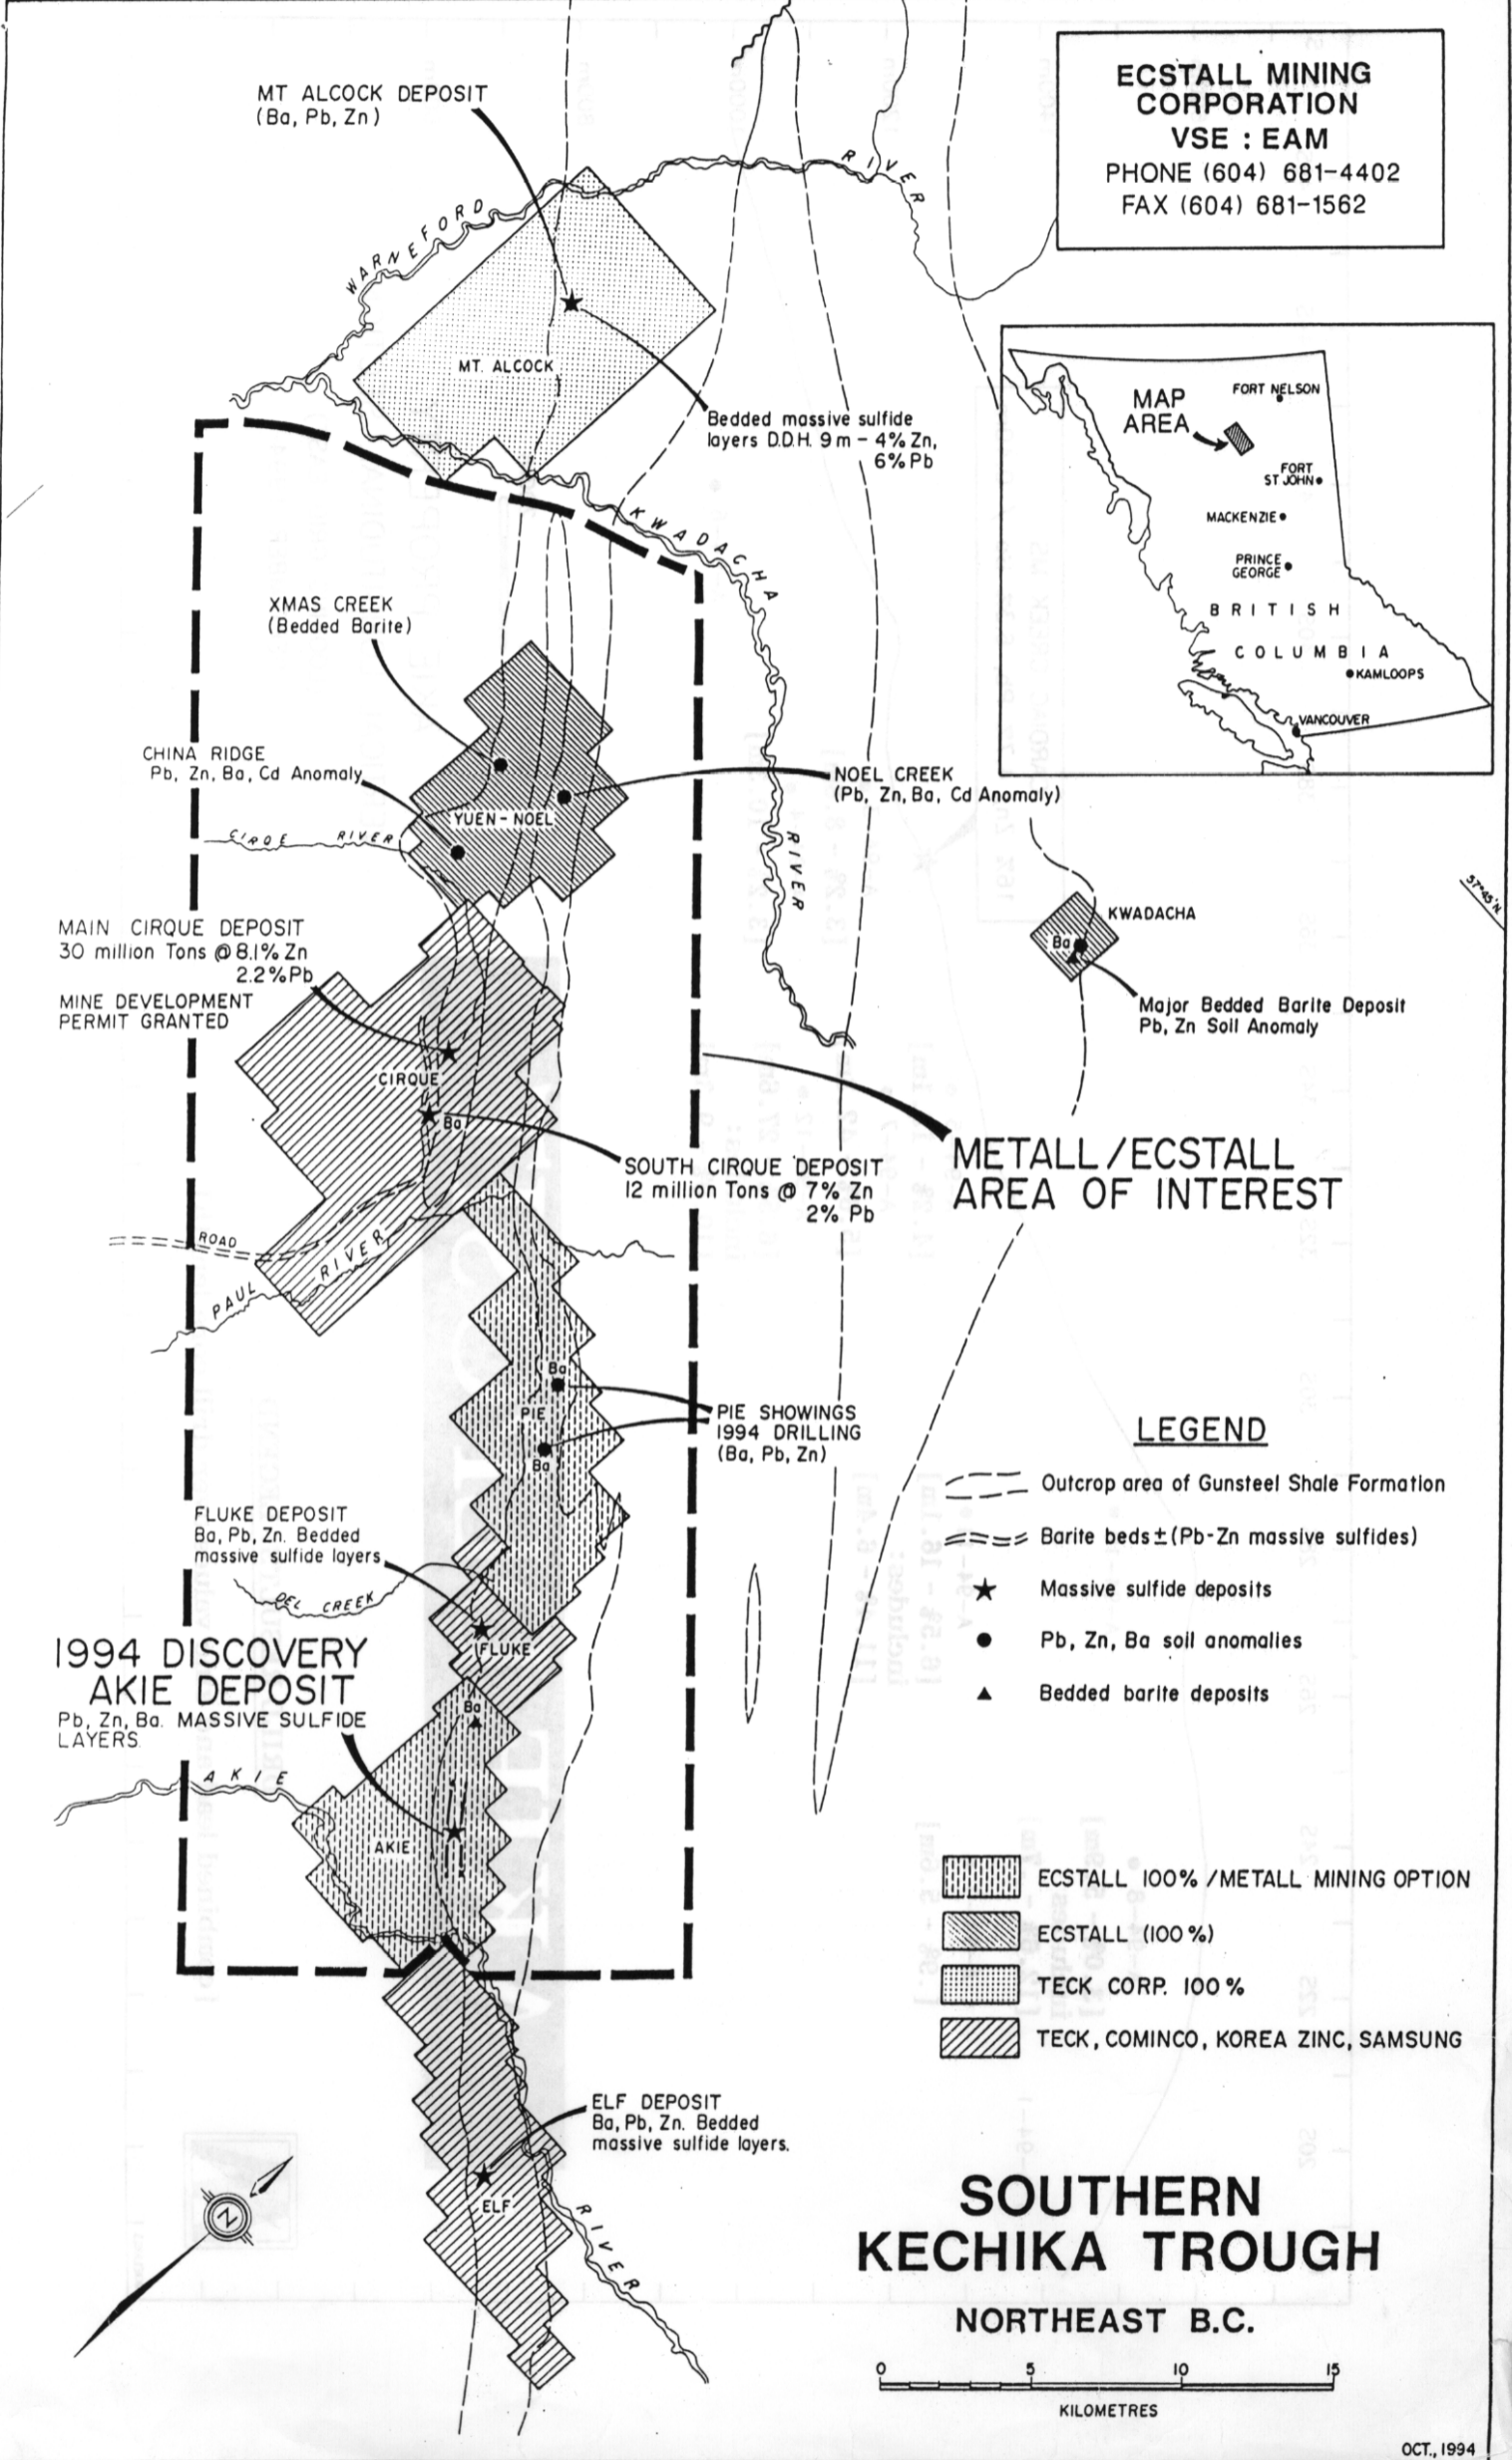 ECSTALL MINING
CORPORATION
VSE : EAM
PHONE (604) 681-4402
FAX (604) 681-1562
MT ALCOCK DEPOSIT
(Ba, Pb, Zn)
WARNEFORD
RIVER
MT. ALCOCK
Bedded massive sulfide
layers D.D.H. 9m - 4% Zn,
6% Pb
MAP
AREA
FORT NELSON
FORT
ST JOHN
MACKENZIE
PRINCE
GEORGE
BRITISH
COLUMBIA
KAMLOOPS
VANCOUVER
KWADACHA
RIVER
XMAS CREEK
(Bedded Barite)
CHINA RIDGE
Pb, Zn, Ba, Cd Anomaly
NOEL CREEK
(Pb, Zn, Ba, Cd Anomaly)
YUEN-NOEL
CIRQE RIVER
57°45'N
KWADACHA
Ba
Major Bedded Barite Deposit
Pb, Zn Soil Anomaly
MAIN CIRQUE DEPOSIT
30 million Tons @ 8.1% Zn
2.2% Pb
MINE DEVELOPMENT
PERMIT GRANTED
CIRQUE
Ba
SOUTH CIRQUE DEPOSIT
12 million Tons @ 7% Zn
2% Pb
METALL/ECSTALL
AREA OF INTEREST
ROAD
PAUL RIVER
Ba
PIE
Ba
PIE SHOWINGS
1994 DRILLING
(Ba, Pb, Zn)
FLUKE DEPOSIT
Ba, Pb, Zn. Bedded
massive sulfide layers
DEL CREEK
FLUKE
1994 DISCOVERY
AKIE DEPOSIT
Pb, Zn, Ba. MASSIVE SULFIDE
LAYERS
Ba
AKIE
AKIE
LEGEND
Outcrop area of Gunsteel Shale Formation
Barite beds ± (Pb-Zn massive sulfides)
Massive sulfide deposits
Pb, Zn, Ba soil anomalies
Bedded barite deposits
ECSTALL 100% /METALL MINING OPTION
ECSTALL (100%)
TECK CORP. 100%
TECK, COMINCO, KOREA ZINC, SAMSUNG
ELF DEPOSIT
Ba, Pb, Zn. Bedded
massive sulfide layers.
ELF
RIVER
N
SOUTHERN
KECHIKA TROUGH
NORTHEAST B.C.
0 5 10 15
KILOMETRES
OCT., 1994